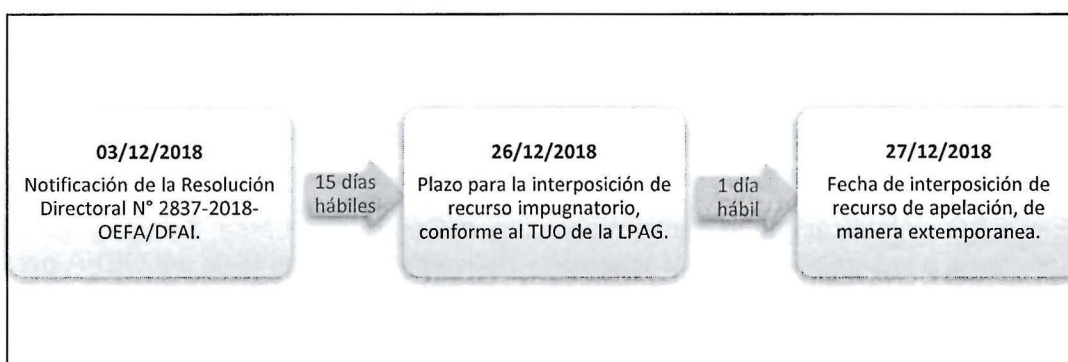 03/12/2018
Notificación de la Resolución
Directoral N° 2837-2018-
OEFA/DFAI.
15 días
hábiles
26/12/2018
Plazo para la interposición de
recurso impugnatorio,
conforme al TUO de la LPAG.
1 día
hábil
27/12/2018
Fecha de interposición de
recurso de apelación, de
manera extemporanea.